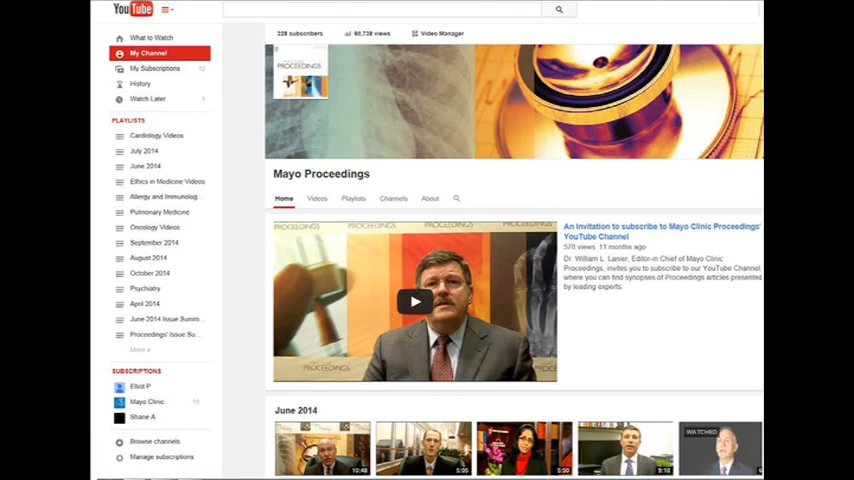 YouTube
328 subscribers
60,738 views
Video Manager
What to Watch
My Channel
My Subscriptions 12
History
Watch Later 1
PLAYLISTS
Cardiology Videos
July 2014
June 2014
Ethics in Medicine Videos
Allergy and Immunolog...
Pulmonary Medicine
Oncology Videos
September 2014
August 2014
October 2014
Psychiatry
April 2014
June 2014 Issue Summ...
Proceedings' Issue Su...
More »
SUBSCRIPTIONS
Elliot P
Mayo Clinic 10
Shane A
Browse channels
Manage subscriptions
PROCEEDINGS
Mayo Proceedings
Home Videos Playlists Channels About
PROCEEDINGS PROCEEDINGS PROCEEDINGS PROCEEDINGS
PROCEEDINGS PROCEEDINGS
An Invitation to subscribe to Mayo Clinic Proceedings'
YouTube Channel
578 views 11 months ago
Dr. William L. Lanier, Editor-in Chief of Mayo Clinic
Proceedings, invites you to subscribe to our YouTube Channel,
where you can find synopses of Proceedings articles presented
by leading experts.
June 2014
WATCHED
10:48
5:05
5:50
9:10